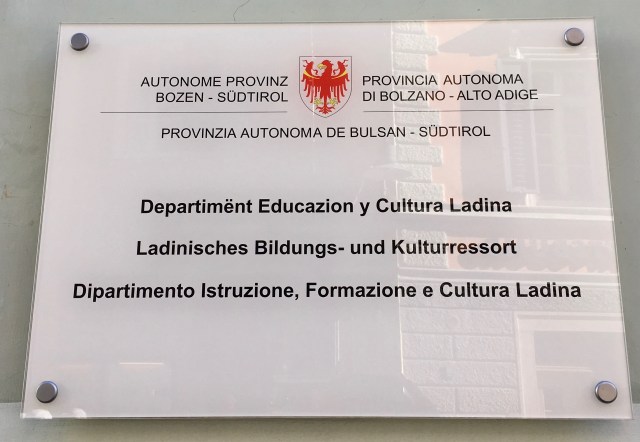 AUTONOME PROVINZ
BOZEN - SÜDTIROL
PROVINCIA AUTONOMA
DI BOLZANO - ALTO ADIGE
PROVINZIA AUTONOMA DE BULSAN - SÜDTIROL
Departimënt Educazion y Cultura Ladina
Ladinisches Bildungs- und Kulturressort
Dipartimento Istruzione, Formazione e Cultura Ladina